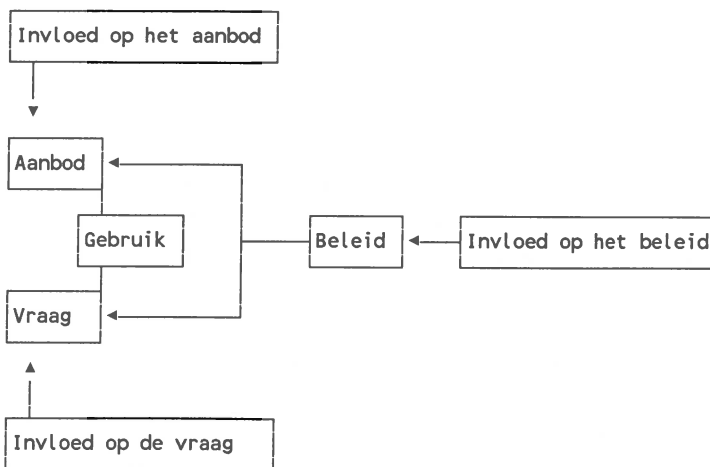 Invloed op het aanbod
Aanbod
Gebruik
Beleid
Invloed op het beleid
Vraag
Invloed op de vraag